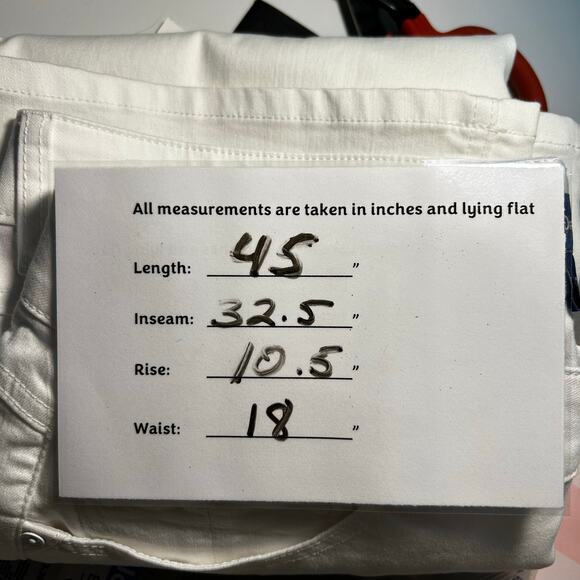 All measurements are taken in inches and lying flat
Length: 45"
Inseam: 32.5"
Rise: 10.5"
Waist: 18"